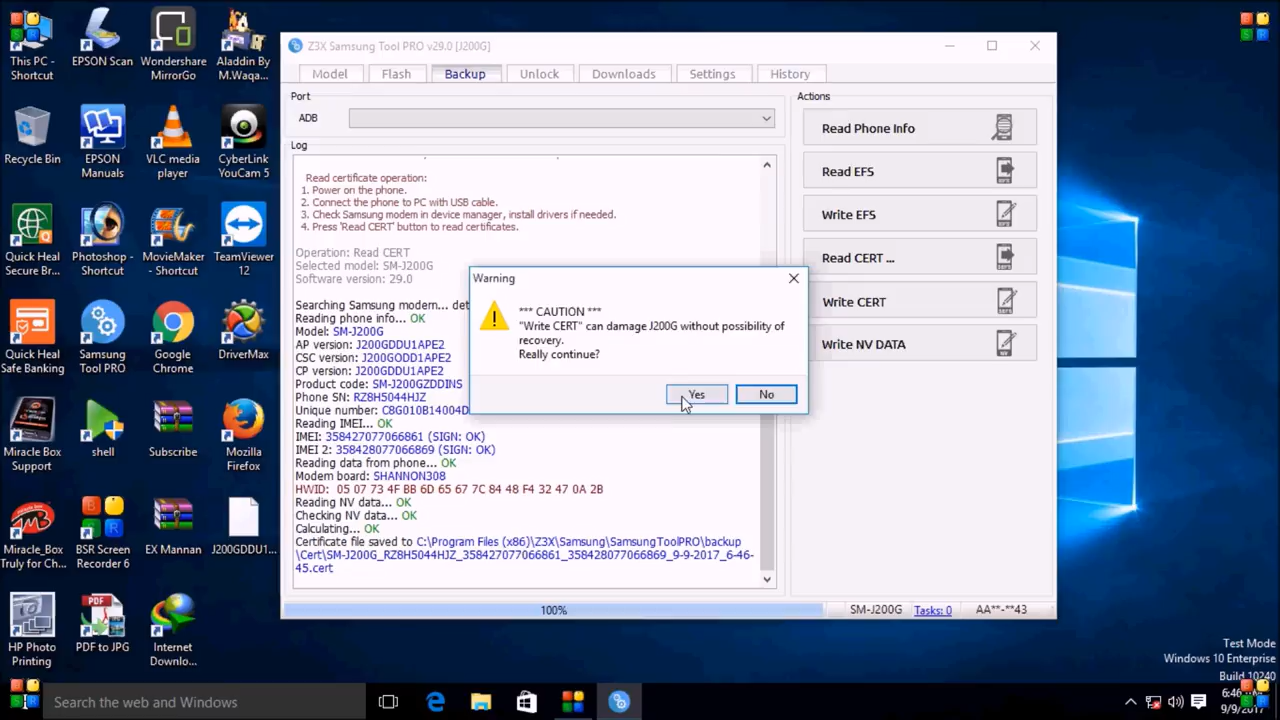 This PC -
Shortcut
EPSON Scan
Wondershare
MirrorGo
Aladdin By
M.Waqa...
Recycle Bin
EPSON
Manuals
VLC media
player
CyberLink
YouCam 5
Quick Heal
Secure Br...
Photoshop -
Shortcut
MovieMaker
- Shortcut
TeamViewer
12
Quick Heal
Safe Banking
Samsung
Tool PRO
Google
Chrome
DriverMax
Miracle Box
Support
shell
Subscribe
Mozilla
Firefox
Miracle_Box
Truly for Ch...
BSR Screen
Recorder 6
EX Mannan
J200GDDU1...
HP Photo
Printing
PDF to JPG
Internet
Downlo...
Z3X Samsung Tool PRO v29.0 [J200G]
Model Flash Backup Unlock Downloads Settings History
Port
ADB
Log
Read certificate operation:
1. Power on the phone.
2. Connect the phone to PC with USB cable.
3. Check Samsung modem in device manager, install drivers if needed.
4. Press 'Read CERT' button to read certificates.
Operation: Read CERT
Selected model: SM-J200G
Software version: 29.0
Searching Samsung modem... det
Reading phone info... OK
Model: SM-J200G
AP version: J200GDDU1APE2
CSC version: J200GODD1APE2
CP version: J200GDDU1APE2
Product code: SM-J200GZDDINS
Phone SN: RZ8H5044HJZ
Unique number: C8G010B14004D
Reading IMEI... OK
IMEI: 358427077066861 (SIGN: OK)
IMEI 2: 358428077066869 (SIGN: OK)
Reading data from phone... OK
Modem board: SHANNON308
HWID: 05 07 73 4F BB 6D 65 67 7C 84 48 F4 32 47 0A 2B
Reading NV data... OK
Checking NV data... OK
Calculating... OK
Certificate file saved to C:\Program Files (x86)\Z3X\Samsung\SamsungToolPRO\backup
\Cert\SM-J200G_RZ8H5044HJZ_358427077066861_358428077066869_9-9-2017_6-46-
45.cert
Actions
Read Phone Info
Read EFS
Write EFS
Read CERT ...
Write CERT
Write NV DATA
Warning
*** CAUTION ***
"Write CERT" can damage J200G without possibility of
recovery.
Really continue?
Yes No
100%
SM-J200G Tasks: 0 AA**-**43
Test Mode
Windows 10 Enterprise
Build 10240
Search the web and Windows
9/9/2017